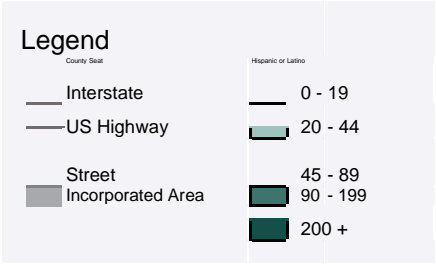 Legend
County Seat
Hispanic or Latino
Interstate
0 - 19
US Highway
20 - 44
Street
45 - 89
Incorporated Area
90 - 199
200 +